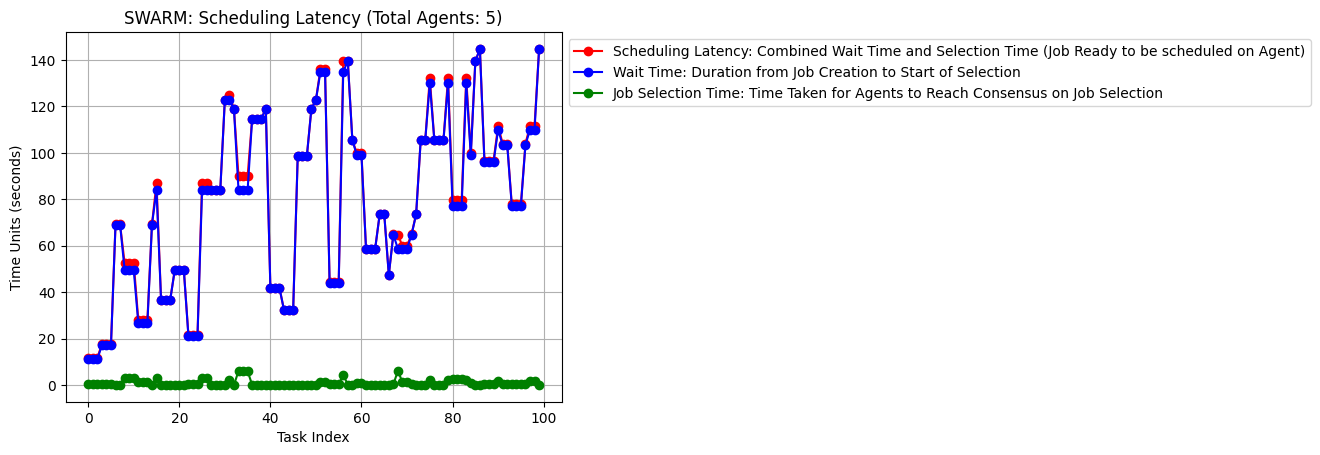 SWARM: Scheduling Latency (Total Agents: 5)
Scheduling Latency: Combined Wait Time and Selection Time (Job Ready to be scheduled on Agent)
Wait Time: Duration from Job Creation to Start of Selection
Job Selection Time: Time Taken for Agents to Reach Consensus on Job Selection
Time Units (seconds)
140
120
100
80
60
40
20
0
0 20 40 60 80 100
Task Index